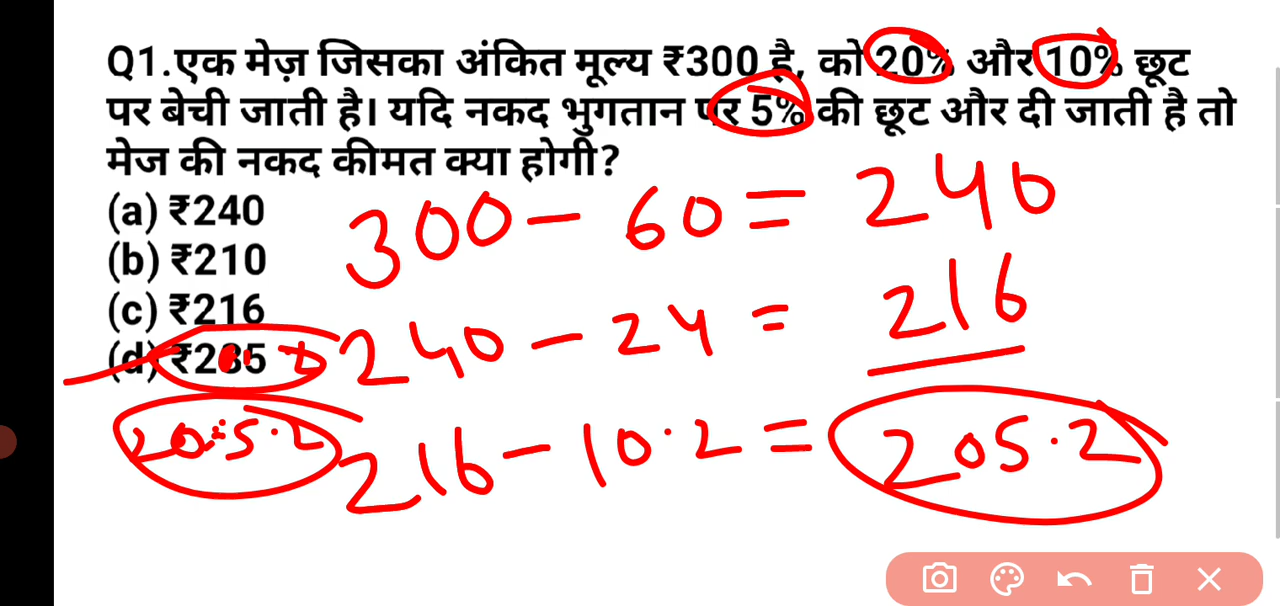 Q1.एक मेज़ जिसका अंकित मूल्य ₹300 है, को 20% और 10% छूट
पर बेची जाती है। यदि नकद भुगतान पर 5% की छूट और दी जाती है तो
मेज की नकद कीमत क्या होगी?
(a) ₹240
300 - 60 = 240
(b) ₹210
(c) ₹216
240 - 24 = 216
(d)
205.2
216 - 10.2 = 205.2